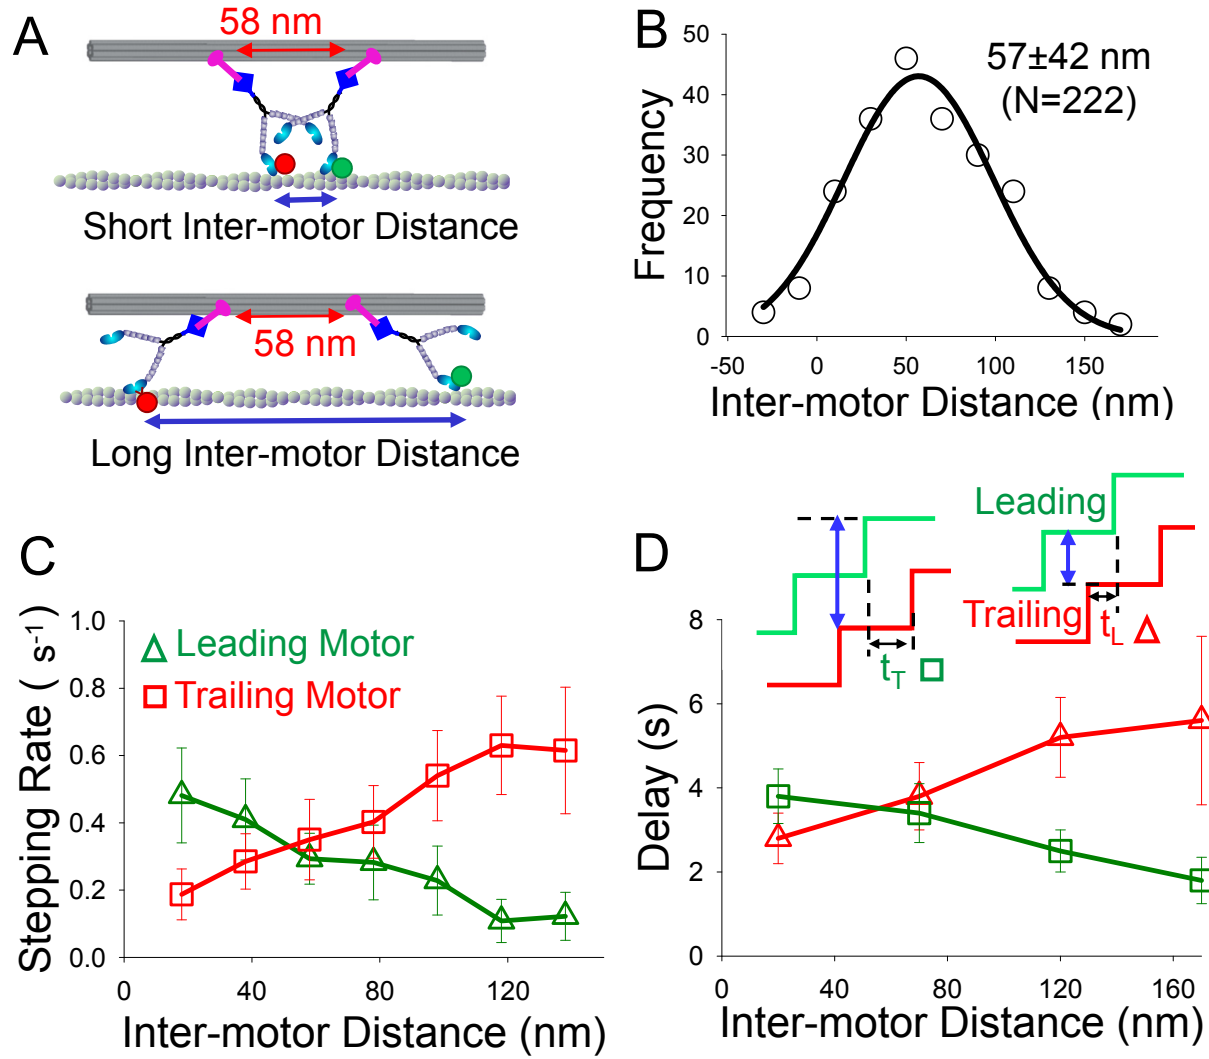 A
58 nm
Short Inter-motor Distance
58 nm
Long Inter-motor Distance
B
57±42 nm
(N=222)
Frequency
50
40
30
20
10
0
-50
0
50
100
150
Inter-motor Distance (nm)
C
Leading Motor
Trailing Motor
Stepping Rate ( s-1)
1.0
0.8
0.6
0.4
0.2
0.0
0
40
80
120
Inter-motor Distance (nm)
D
Leading
Trailing
tT
tL
Delay (s)
8
6
4
2
0
0
40
80
120
160
Inter-motor Distance (nm)